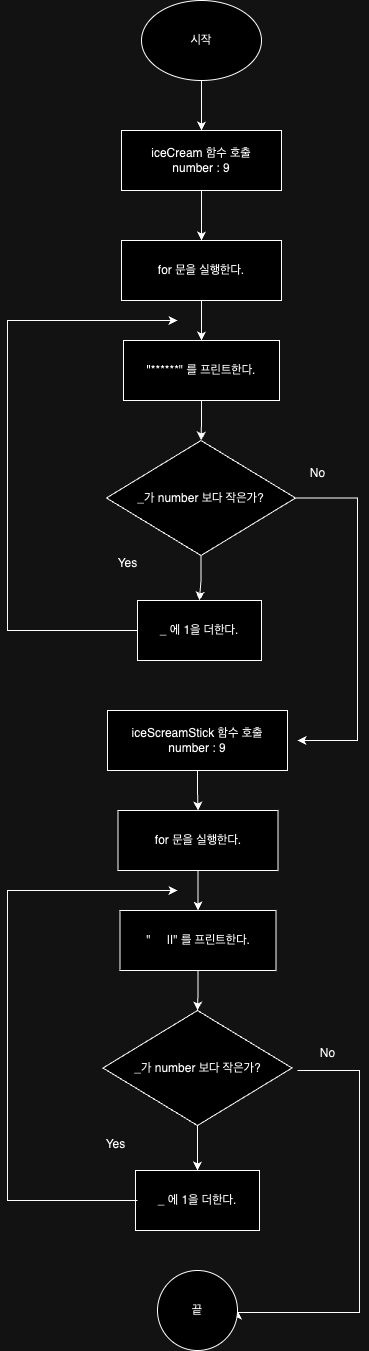 시작
iceCream 함수 호출
number : 9
for 문을 실행한다.
"******" 를 프린트한다.
_가 number 보다 작은가?
No
Yes
_ 에 1을 더한다.
iceScreamStick 함수 호출
number : 9
for 문을 실행한다.
"     ||" 를 프린트한다.
_가 number 보다 작은가?
No
Yes
_ 에 1을 더한다.
끝